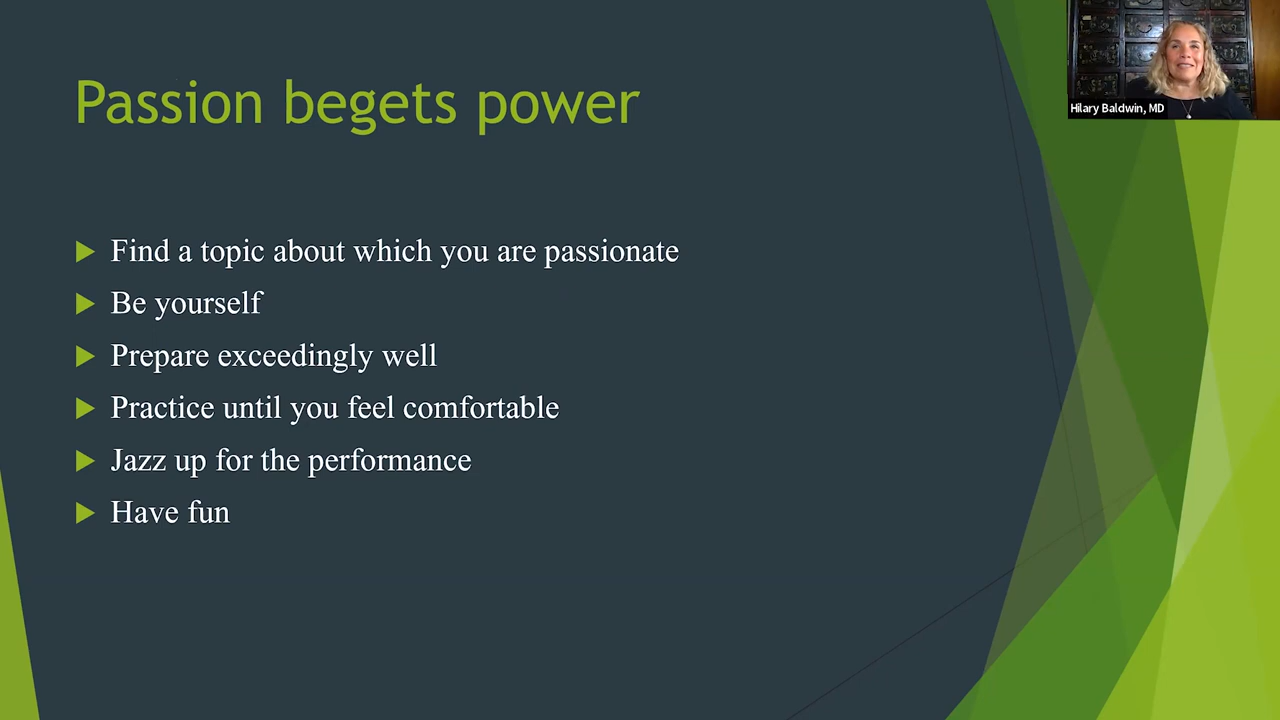 Passion begets power
Hilary Baldwin, MD
Find a topic about which you are passionate
Be yourself
Prepare exceedingly well
Practice until you feel comfortable
Jazz up for the performance
Have fun